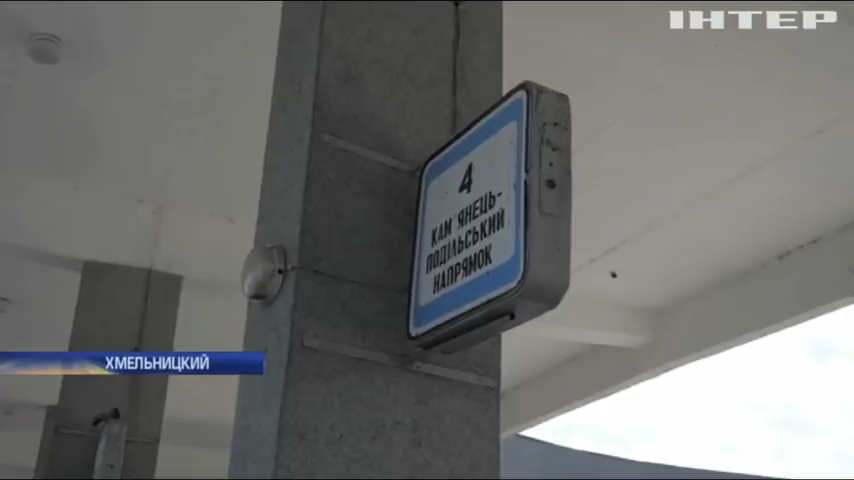 ІНТЕР
4
КАМ'ЯНЕЦЬ-
ПОДІЛЬСЬКИЙ
НАПРЯМОК
ХМЕЛЬНИЦКИЙ